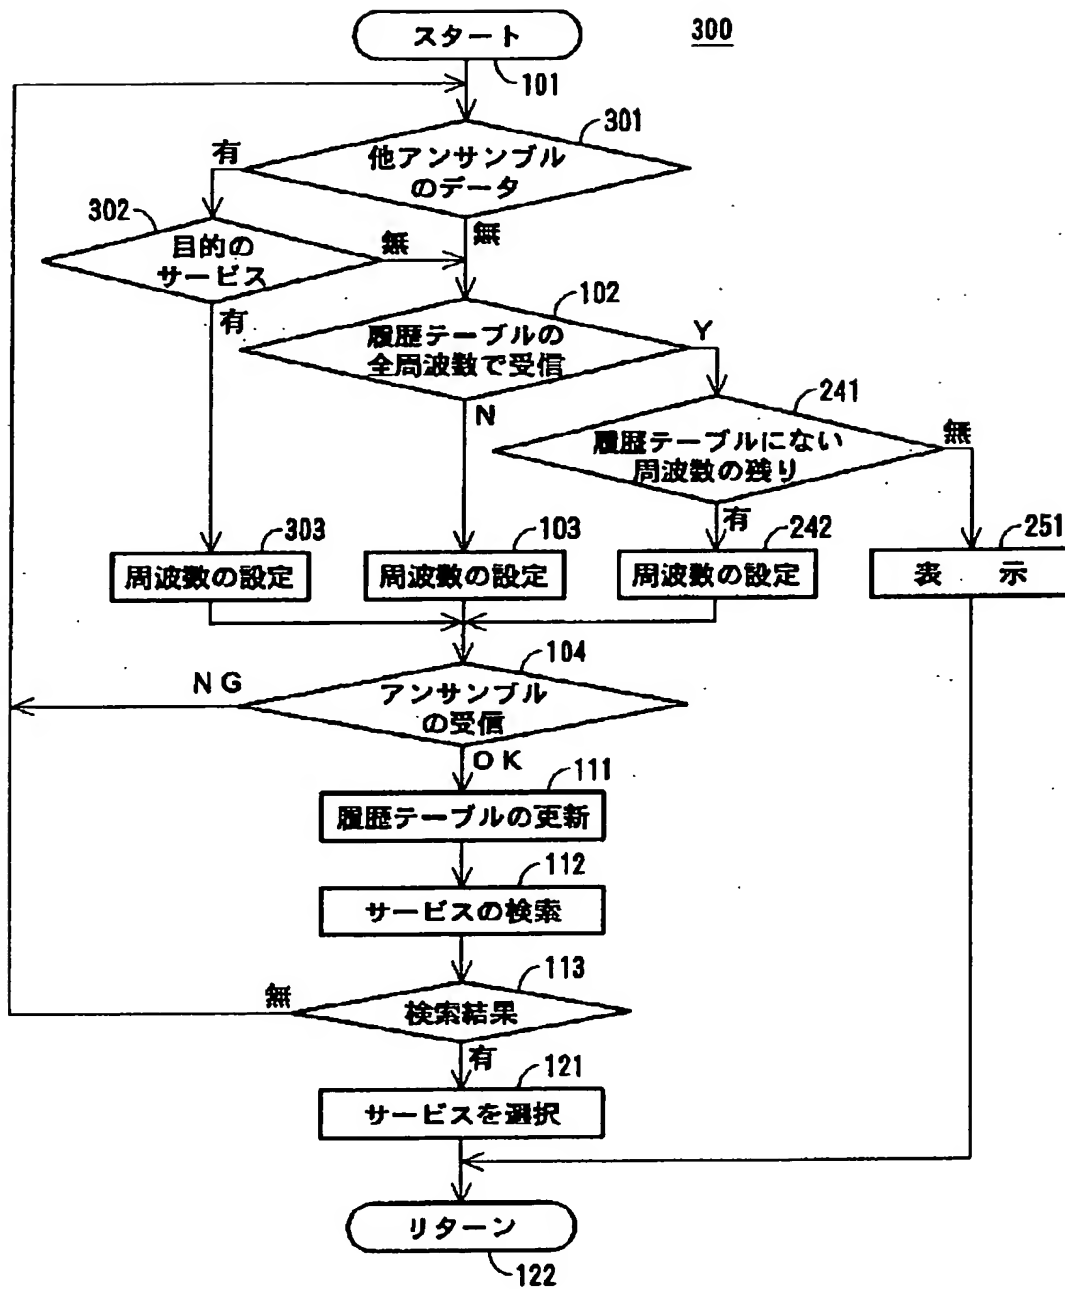 スタート
300
101
301
他アンサンブル
のデータ
有
302
無
目的の
サービス
無
有
102
履歴テーブルの
全周波数で受信
Y
N
241
履歴テーブルにない
周波数の残り
無
有
303
周波数の設定
103
周波数の設定
242
周波数の設定
251
表 示
104
NG
アンサンブル
の受信
OK
111
履歴テーブルの更新
112
サービスの検索
113
無
検索結果
有
121
サービスを選択
リターン
122